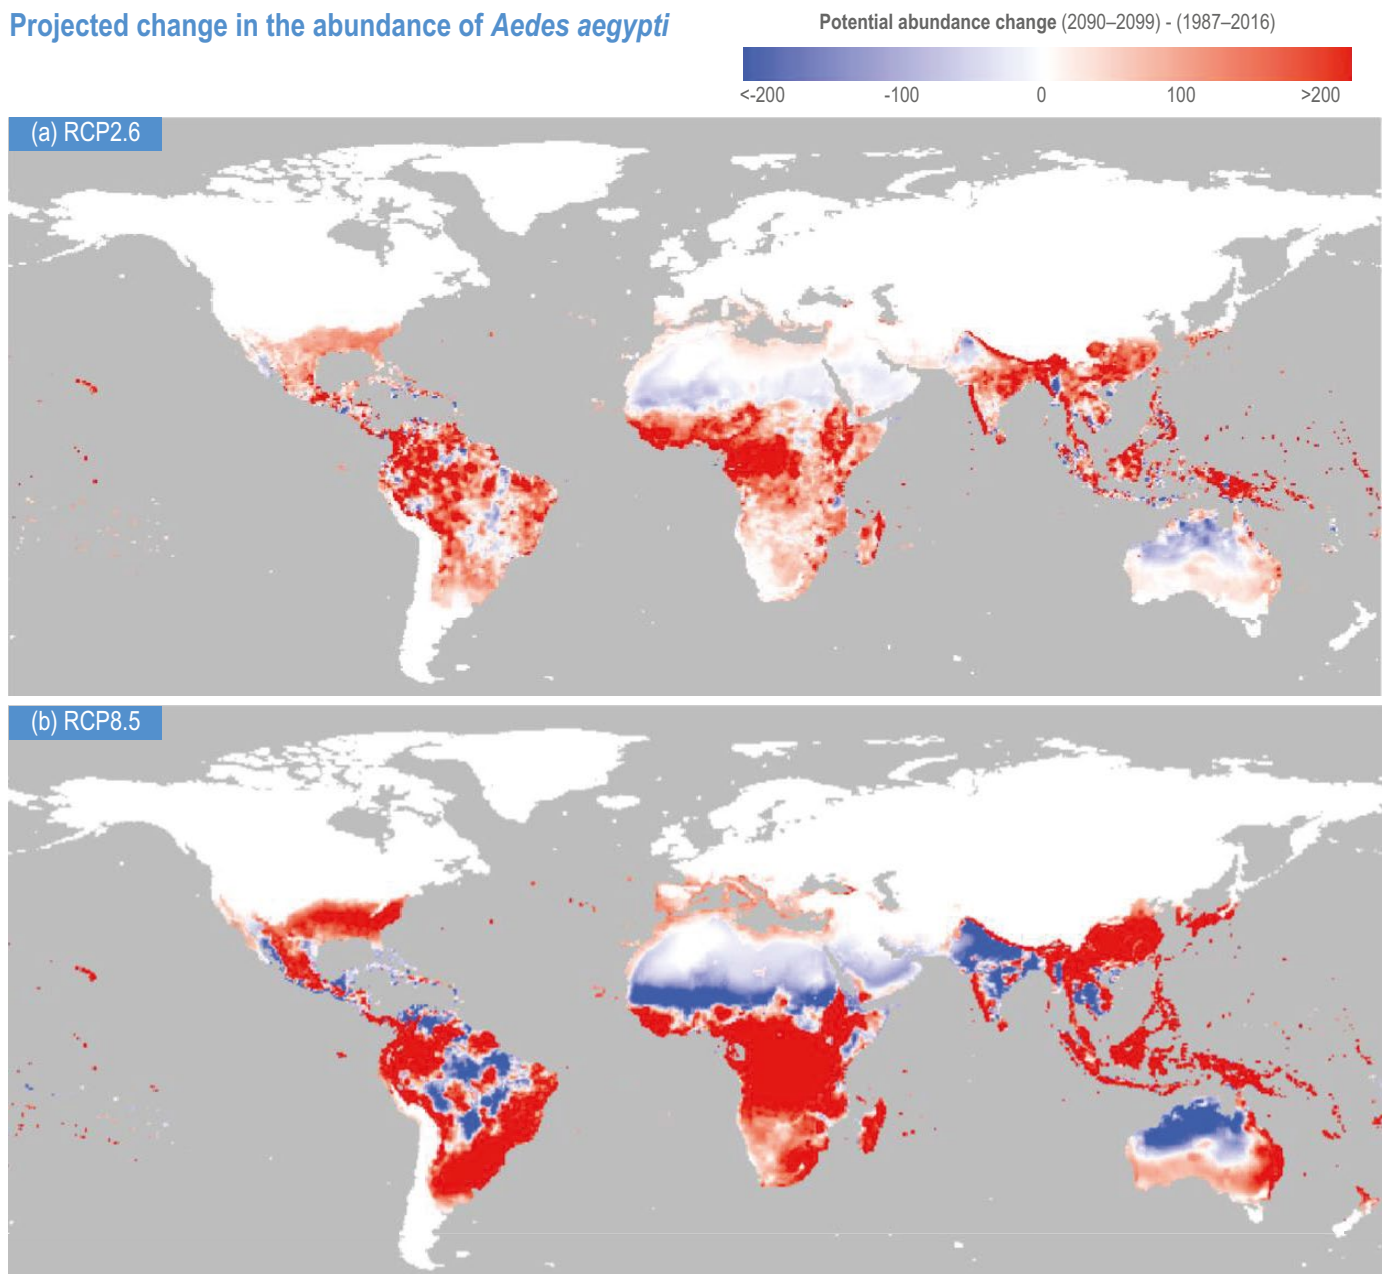 Projected change in the abundance of Aedes aegypti
Potential abundance change (2090–2099) - (1987–2016)
<-200 -100 0 100 >200
(a) RCP2.6
(b) RCP8.5